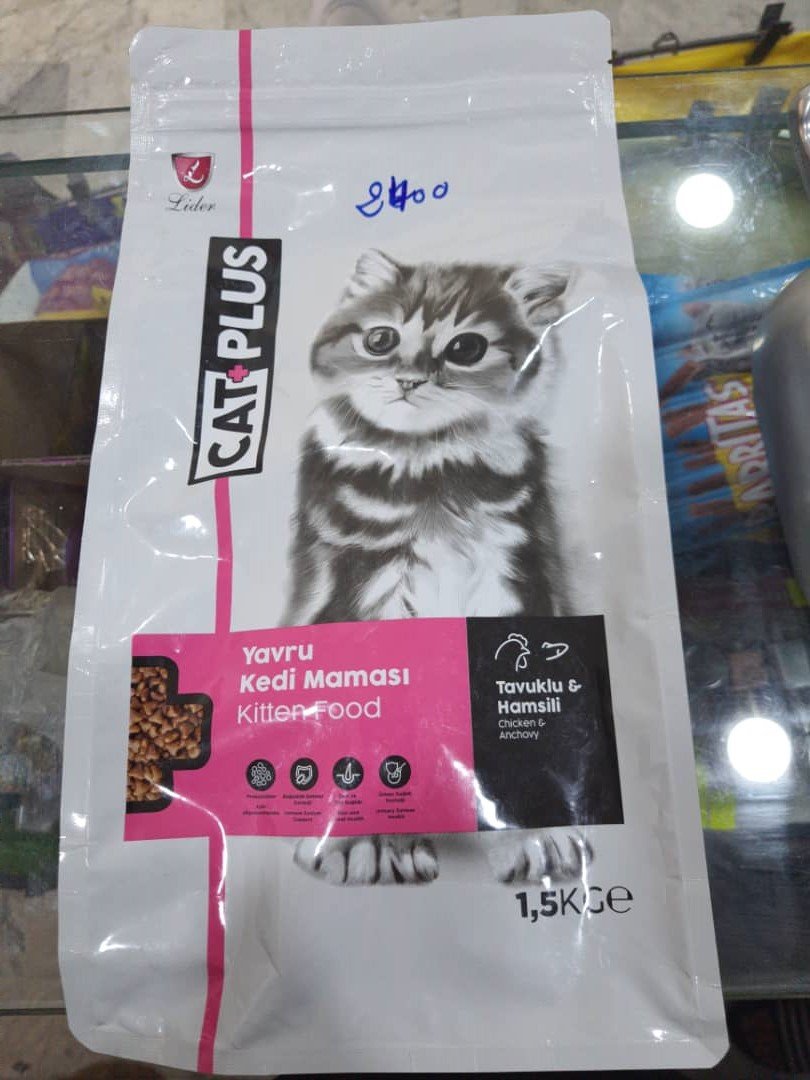 Lider
2400
CAT+PLUS
Yavru
Kedi Maması
Kitten Food
Tavuklu &
Hamsili
Chicken &
Anchovy
1,5KG℮